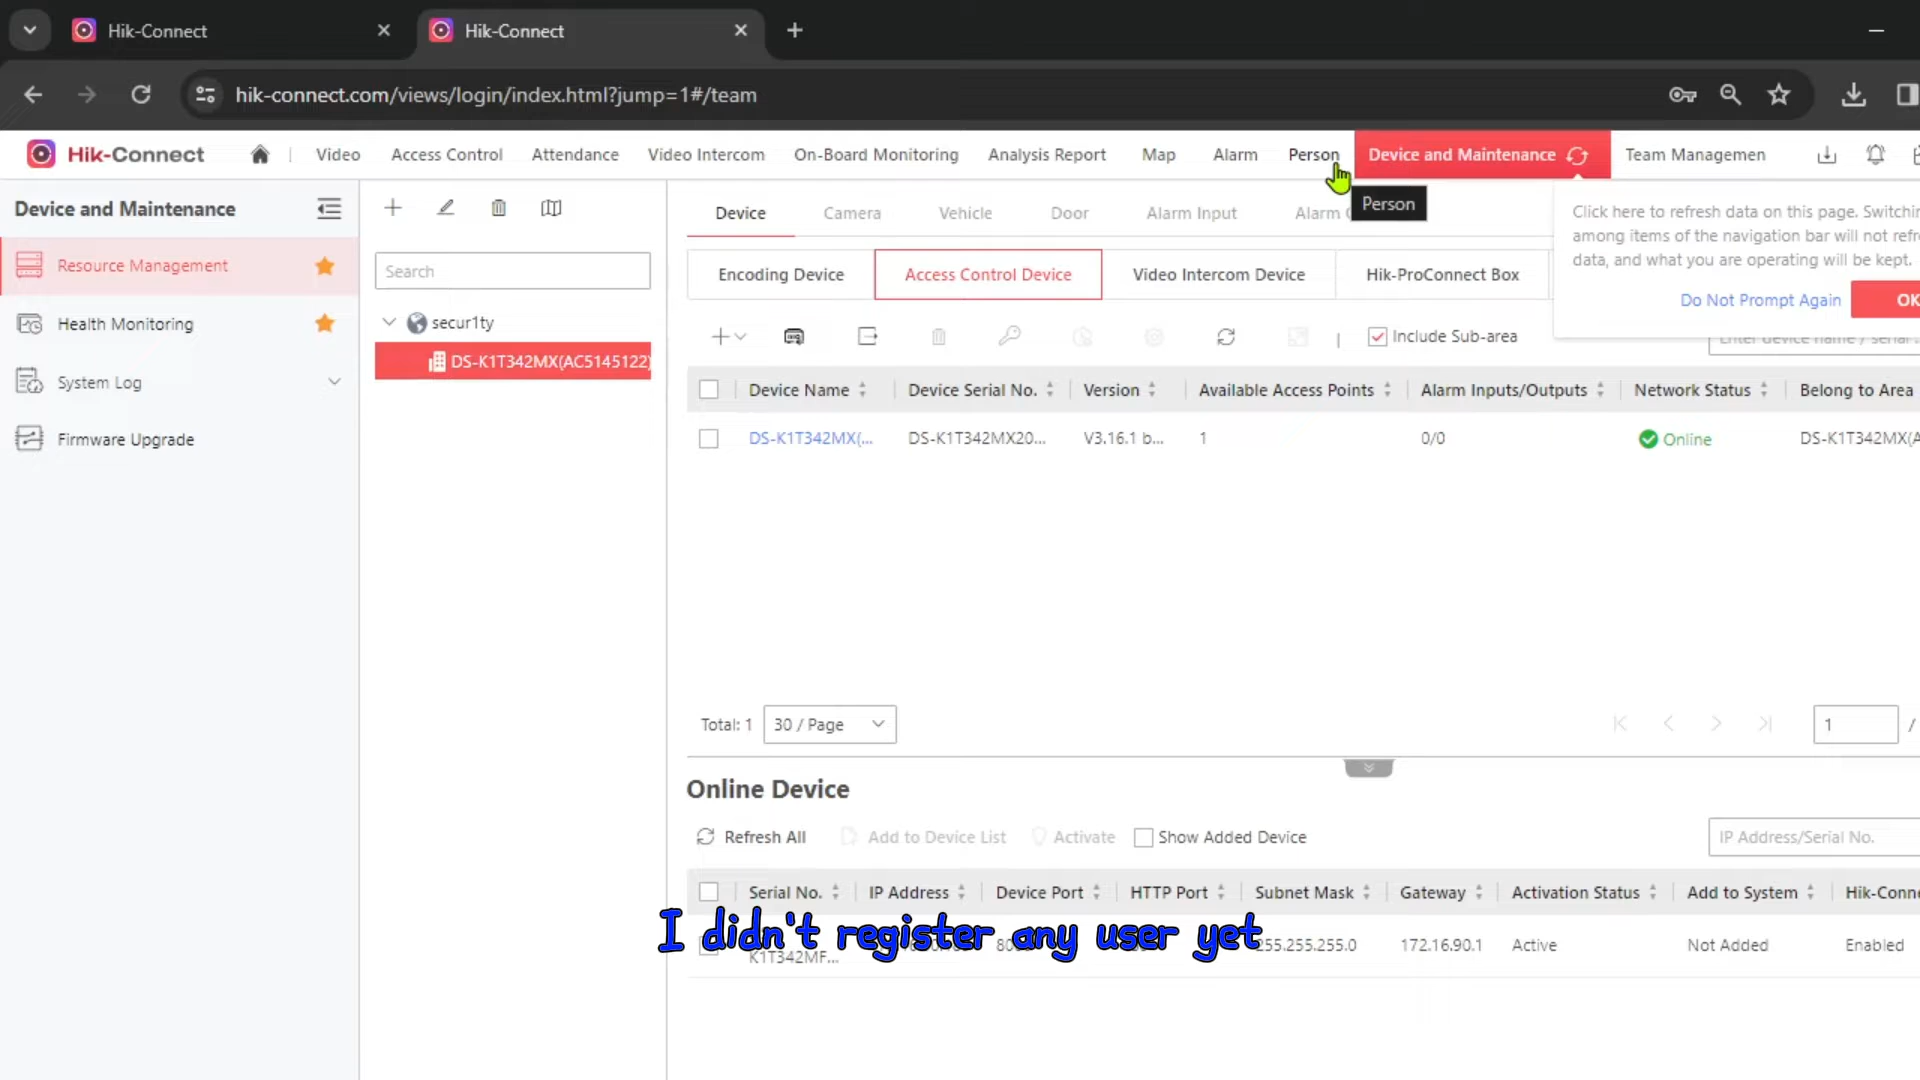 Hik-Connect
Hik-Connect
hik-connect.com/views/login/index.html?jump=1#/team
Hik-Connect
Video
Access Control
Attendance
Video Intercom
On-Board Monitoring
Analysis Report
Map
Alarm
Person
Device and Maintenance
Team Managemen
Person
Click here to refresh data on this page. Switchin
among items of the navigation bar will not refre
data, and what you are operating will be kept.
Do Not Prompt Again
OK
Device and Maintenance
Resource Management
Health Monitoring
System Log
Firmware Upgrade
Search
secur1ty
DS-K1T342MX(AC5145122)
Device
Camera
Vehicle
Door
Alarm Input
Alarm
Encoding Device
Access Control Device
Video Intercom Device
Hik-ProConnect Box
Include Sub-area
Enter device name / serial
Device Name
Device Serial No.
Version
Available Access Points
Alarm Inputs/Outputs
Network Status
Belong to Area
DS-K1T342MX(...
DS-K1T342MX20...
V3.16.1 b...
1
0/0
Online
DS-K1T342MX(A
Total: 1
30 / Page
1
/
Online Device
Refresh All
Add to Device List
Activate
Show Added Device
IP Address/Serial No.
Serial No.
IP Address
Device Port
HTTP Port
Subnet Mask
Gateway
Activation Status
Add to System
Hik-Conne
K1T342MF...
255.255.255.0
172.16.90.1
Active
Not Added
Enabled
I didn't register any user yet